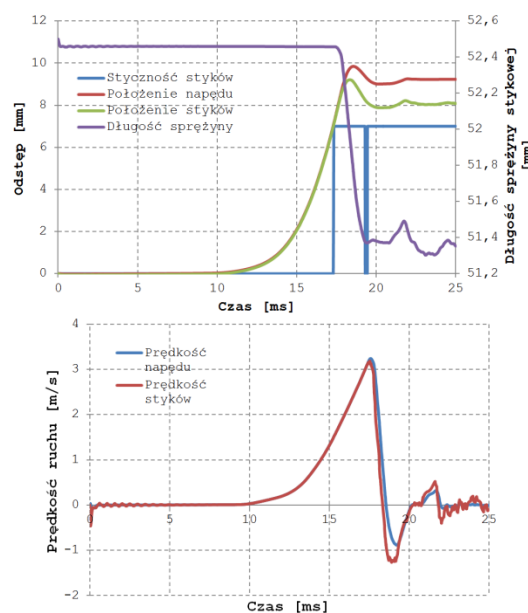 12
10
8
6
4
2
0
Odstęp [mm]
Styczność styków
Położenie napędu
Położenie styków
Długość sprężyny
52,6
52,4
52,2
52
51,8
51,6
51,4
51,2
Długość sprężyny stykowej
[mm]
0 5 10 15 20 25
Czas [ms]
4
3
2
1
0
-1
-2
Prędkość ruchu [m/s]
Prędkość
napędu
Prędkość
styków
0 5 10 15 20 25
Czas [ms]